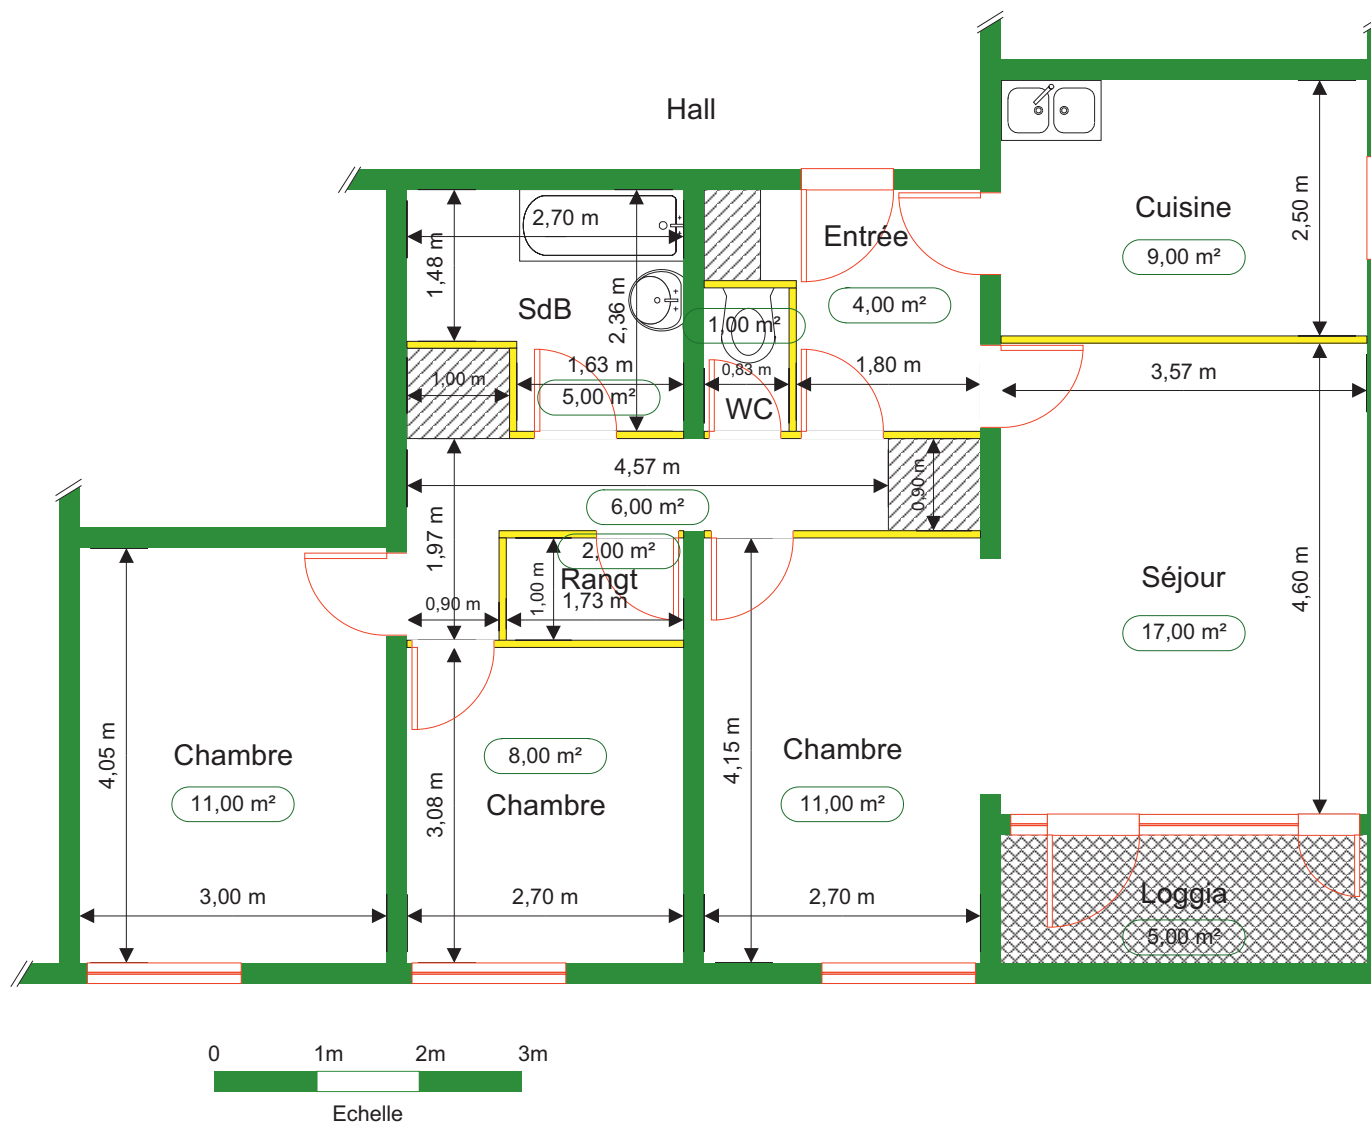 Hall
2,70 m
1,48 m
2,36 m
SdB
1,63 m
5,00 m²
1,00 m
Entrée
4,00 m²
1,00 m²
0,83 m
WC
1,80 m
Cuisine
9,00 m²
2,50 m
3,57 m
4,57 m
6,00 m²
0,90 m
1,97 m
2,00 m²
Rangt
1,00 m
1,73 m
0,90 m
Séjour
17,00 m²
4,60 m
4,05 m
Chambre
11,00 m²
3,00 m
8,00 m²
Chambre
3,08 m
2,70 m
4,15 m
Chambre
11,00 m²
2,70 m
Loggia
5,00 m²
0 1m 2m 3m
Echelle